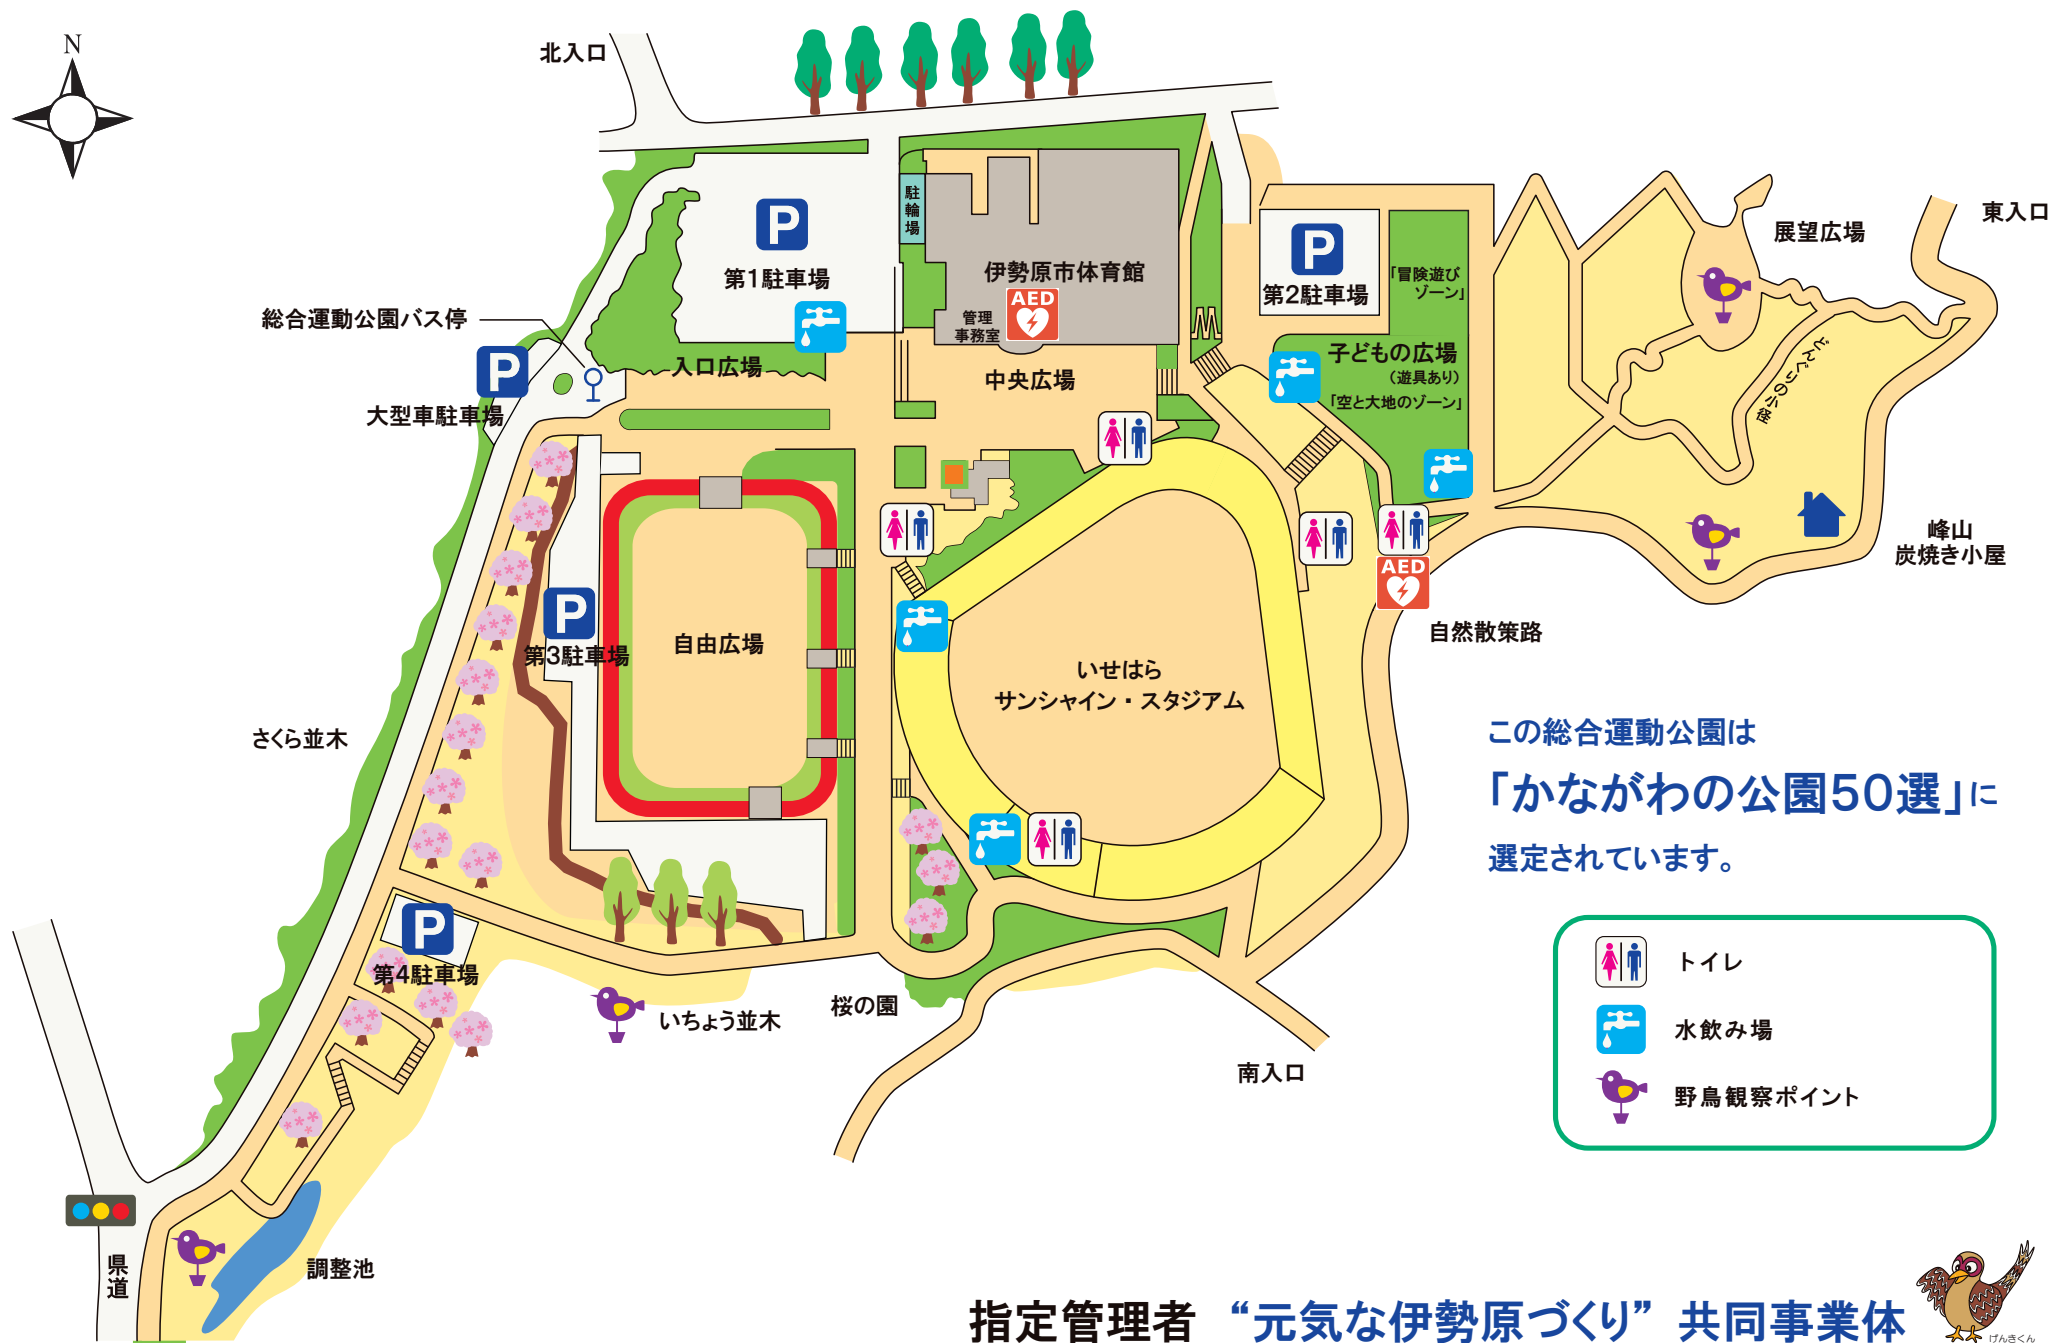 N
北入口
東入口
展望広場
駐輪場
第1駐車場
伊勢原市体育館
AED
管理
事務室
第2駐車場
「冒険遊び
ゾーン」
総合運動公園バス停
入口広場
中央広場
子どもの広場
（遊具あり）
「空と大地のゾーン」
どんぐりの小径
大型車駐車場
峰山
炭焼き小屋
AED
自然散策路
第3駐車場
自由広場
いせはら
サンシャイン・スタジアム
さくら並木
この総合運動公園は
「かながわの公園50選」に
選定されています。
P
P
P
P
P
第4駐車場
いちょう並木
桜の園
南入口
トイレ
水飲み場
野鳥観察ポイント
県道
調整池
指定管理者 “元気な伊勢原づくり” 共同事業体
げんきくん